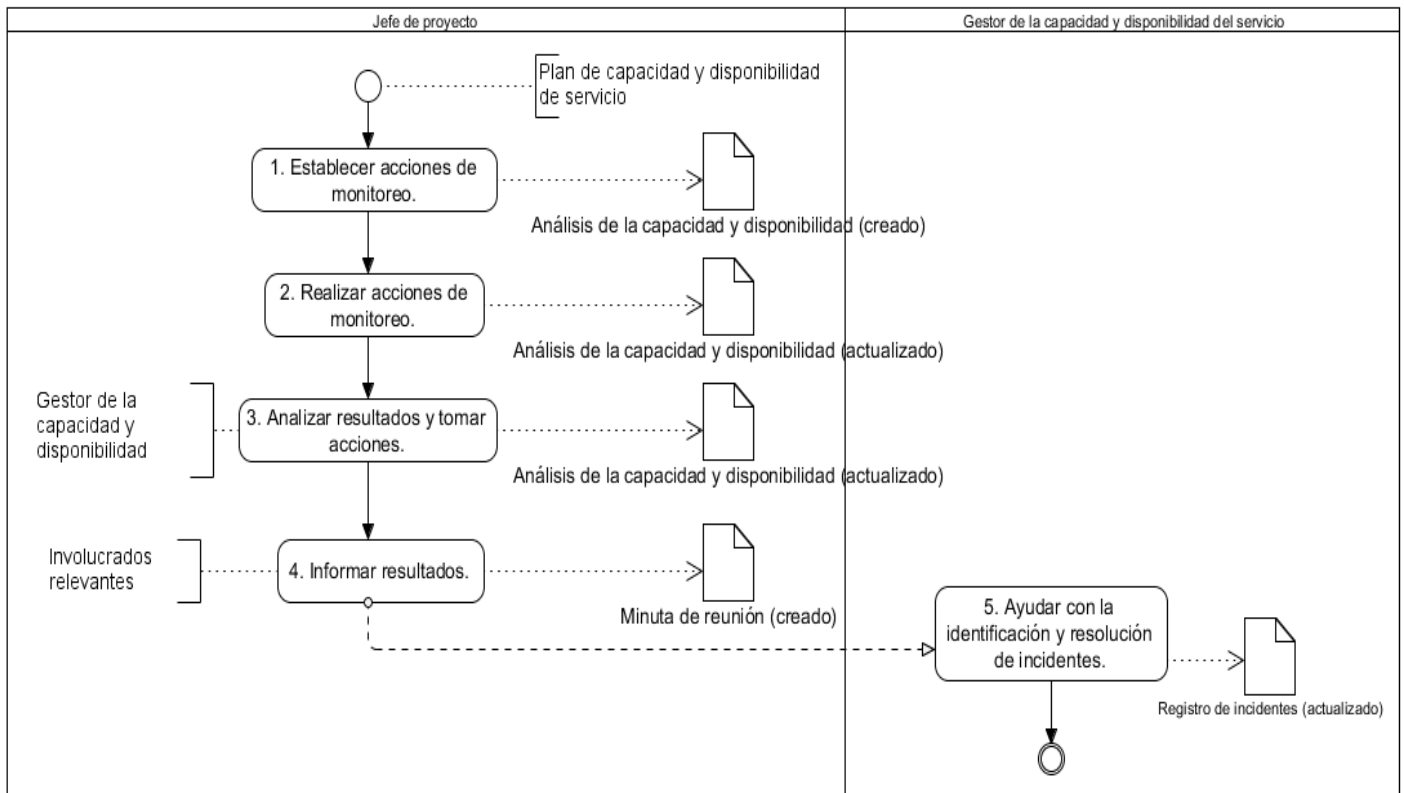 Jefe de proyecto
Gestor de la capacidad y disponibilidad del servicio
Plan de capacidad y disponibilidad
de servicio
1. Establecer acciones de
monitoreo.
Análisis de la capacidad y disponibilidad (creado)
2. Realizar acciones de
monitoreo.
Análisis de la capacidad y disponibilidad (actualizado)
Gestor de la
capacidad y
disponibilidad
3. Analizar resultados y tomar
acciones.
Análisis de la capacidad y disponibilidad (actualizado)
Involucrados
relevantes
4. Informar resultados.
Minuta de reunión (creado)
5. Ayudar con la
identificación y resolución
de incidentes.
Registro de incidentes (actualizado)